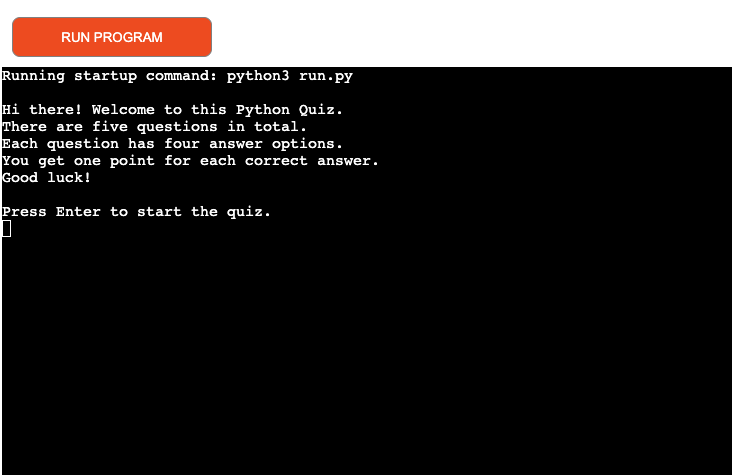 RUN PROGRAM
Running startup command: python3 run.py
Hi there! Welcome to this Python Quiz.
There are five questions in total.
Each question has four answer options.
You get one point for each correct answer.
Good luck!
Press Enter to start the quiz.